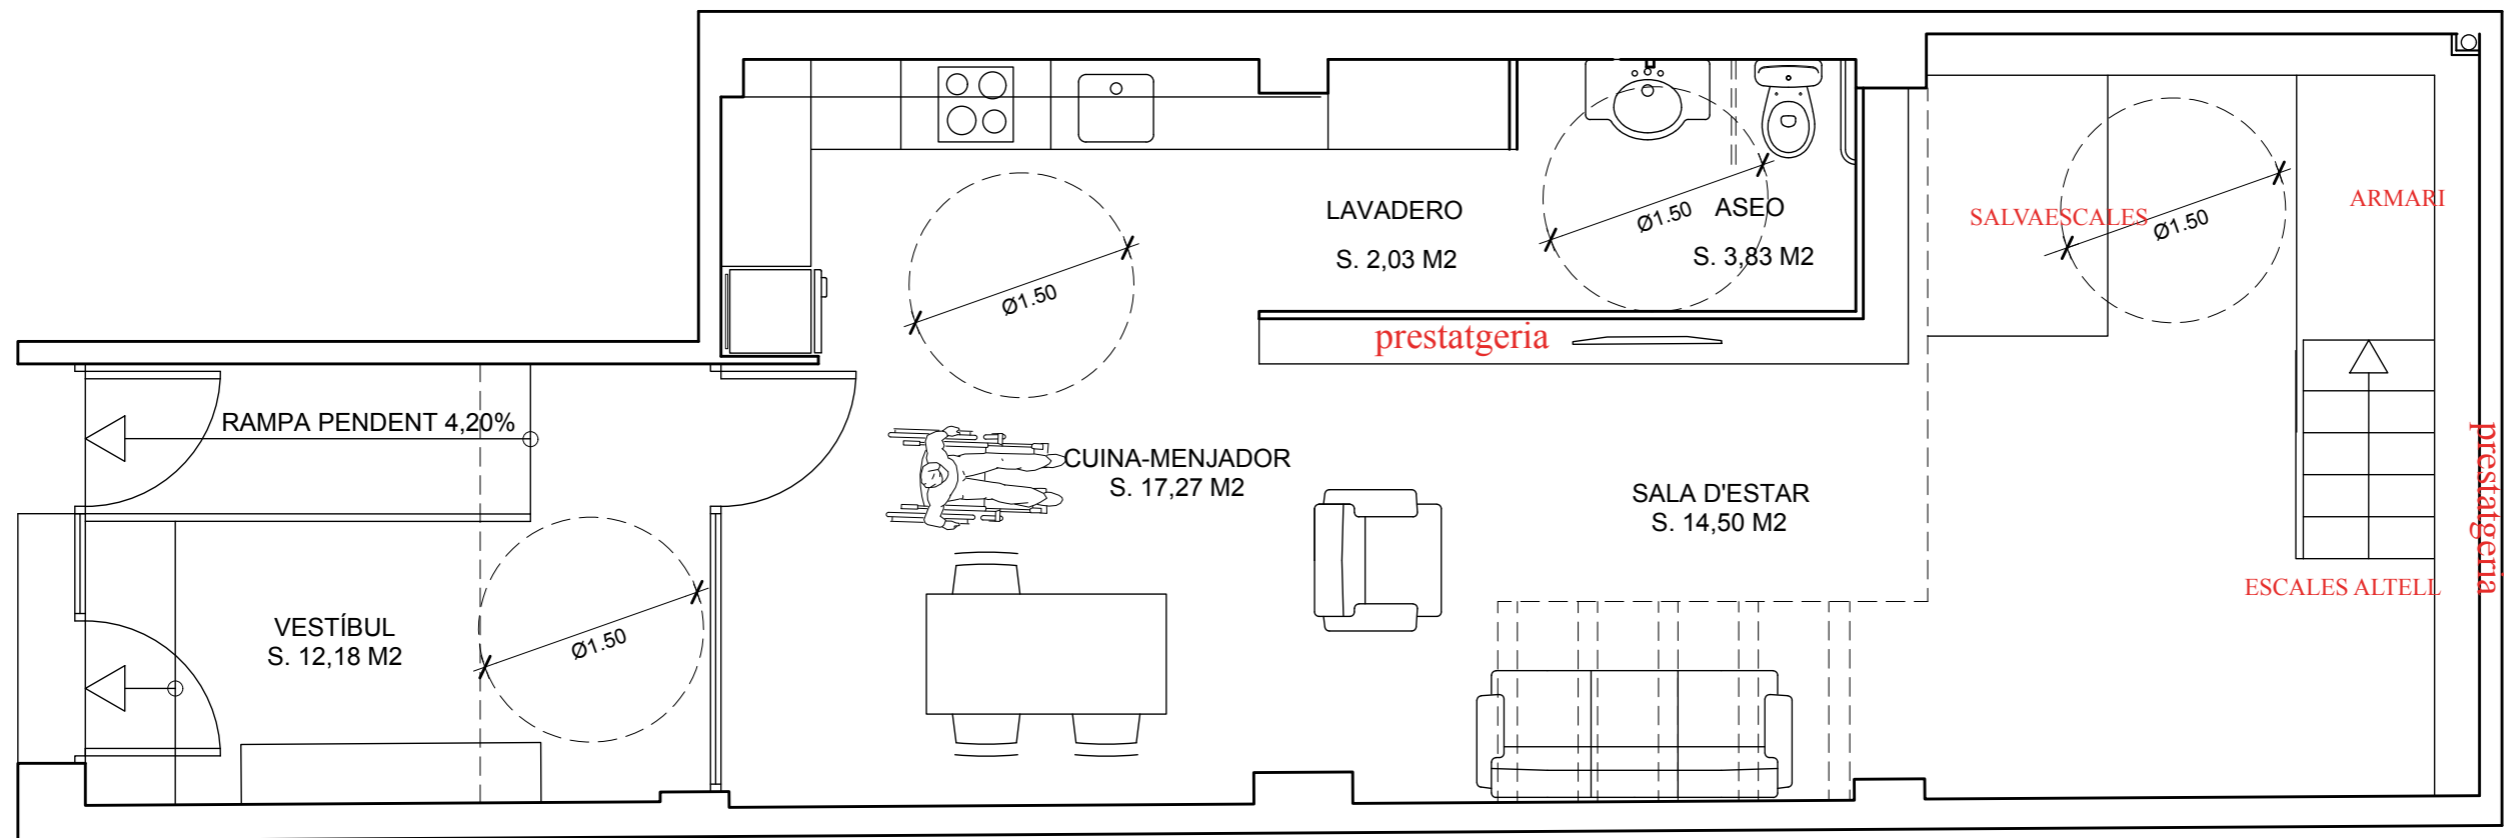 RAMPA PENDENT 4,20%
VESTÍBUL
S. 12,18 M2
Ø1.50
Ø1.50
CUINA-MENJADOR
S. 17,27 M2
LAVADERO
S. 2,03 M2
Ø1.50
ASEO
S. 3,83 M2
prestatgeria
SALA D'ESTAR
S. 14,50 M2
SALVAESCALES
Ø1.50
ARMARI
ESCALES ALTELL
prestatgeria